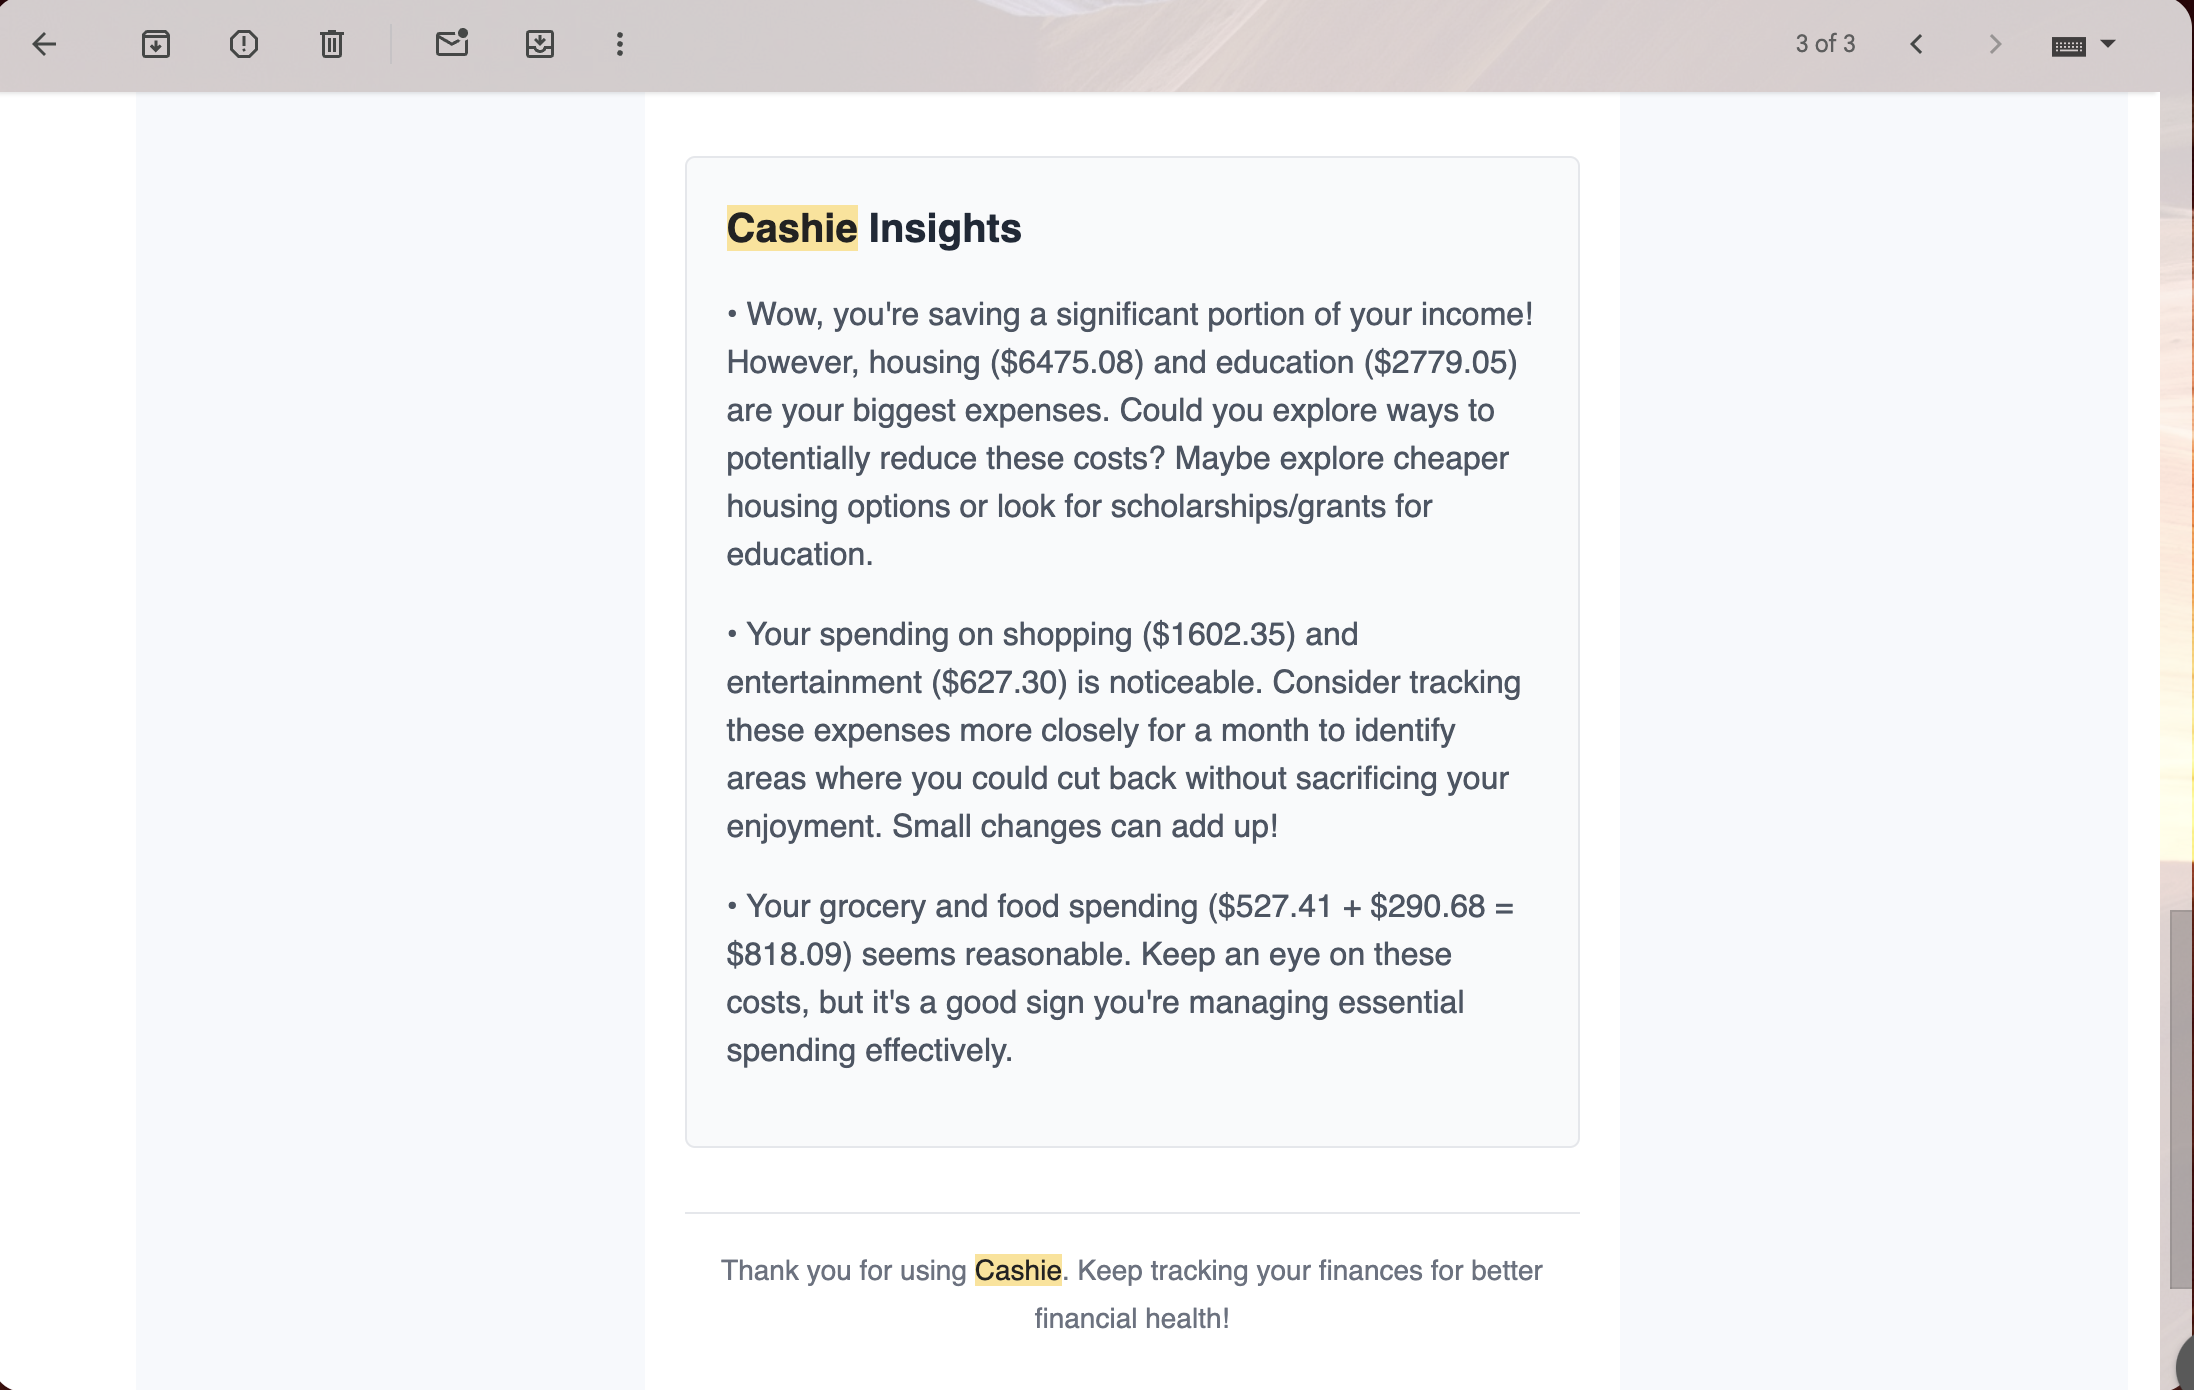 3 of 3
Cashie Insights
• Wow, you're saving a significant portion of your income!
However, housing ($6475.08) and education ($2779.05)
are your biggest expenses. Could you explore ways to
potentially reduce these costs? Maybe explore cheaper
housing options or look for scholarships/grants for
education.
• Your spending on shopping ($1602.35) and
entertainment ($627.30) is noticeable. Consider tracking
these expenses more closely for a month to identify
areas where you could cut back without sacrificing your
enjoyment. Small changes can add up!
• Your grocery and food spending ($527.41 + $290.68 =
$818.09) seems reasonable. Keep an eye on these
costs, but it's a good sign you're managing essential
spending effectively.
Thank you for using Cashie. Keep tracking your finances for better
financial health!